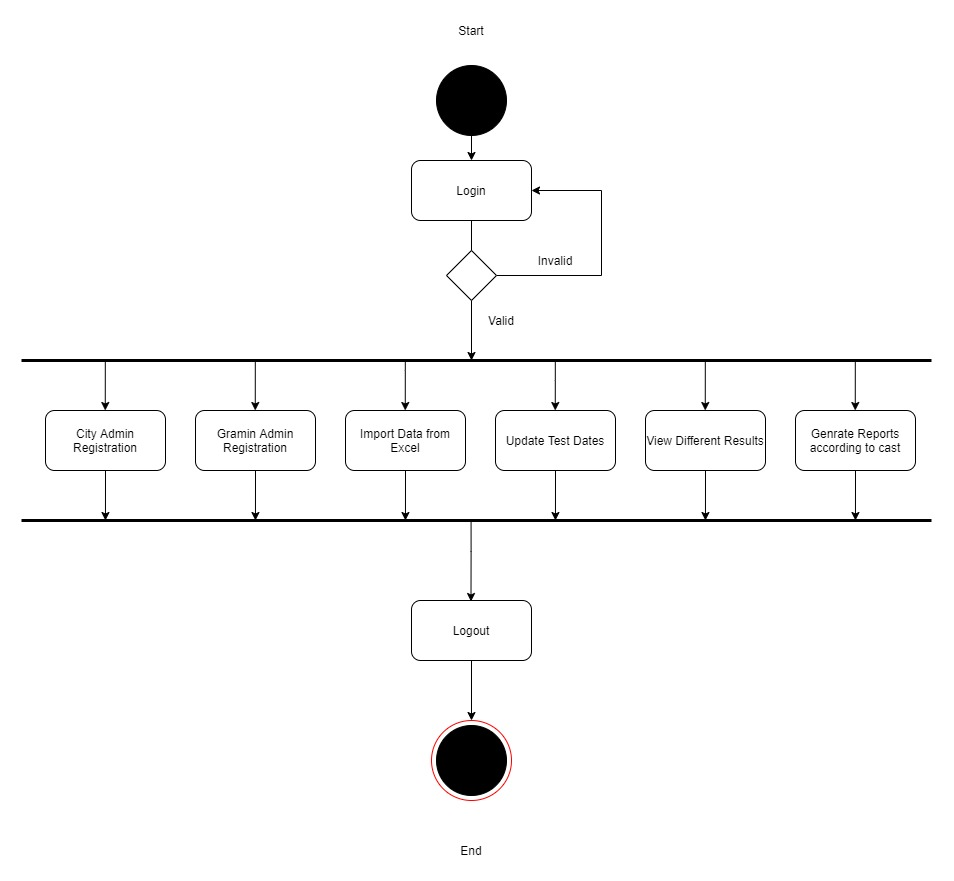 Start
Login
Invalid
Valid
City Admin
Registration
Gramin Admin
Registration
Import Data from
Excel
Update Test Dates
View Different Results
Genrate Reports
according to cast
Logout
End